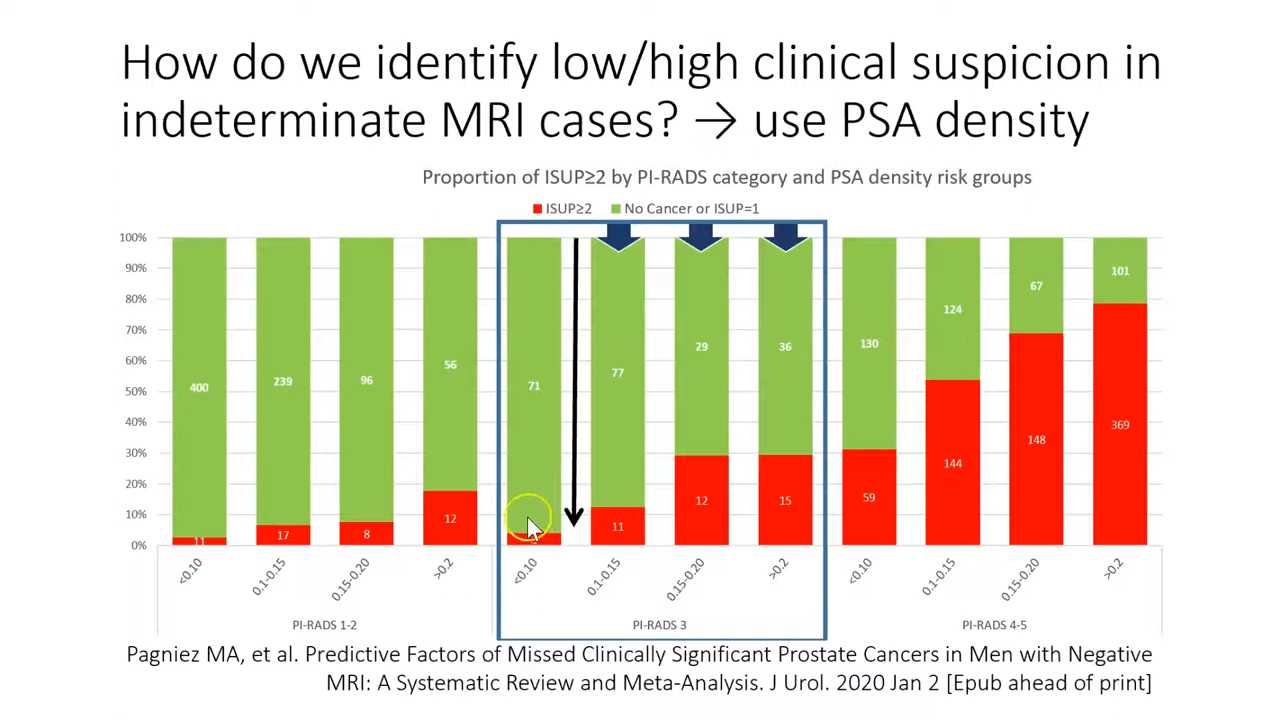 How do we identify low/high clinical suspicion in
indeterminate MRI cases? → use PSA density
Proportion of ISUP≥2 by PI-RADS category and PSA density risk groups
ISUP≥2 No Cancer or ISUP=1
100%
90%
80%
70%
60%
50%
40%
30%
20%
10%
0%
400 239 96 56 71 77 29 36 130 124 67 101
11 17 8 12 11 12 15 59 144 148 369
<0.10 0.1-0.15 0.15-0.20 >0.2 <0.10 0.1-0.15 0.15-0.20 >0.2 <0.10 0.1-0.15 0.15-0.20 >0.2
PI-RADS 1-2 PI-RADS 3 PI-RADS 4-5
Pagniez MA, et al. Predictive Factors of Missed Clinically Significant Prostate Cancers in Men with Negative
MRI: A Systematic Review and Meta-Analysis. J Urol. 2020 Jan 2 [Epub ahead of print]